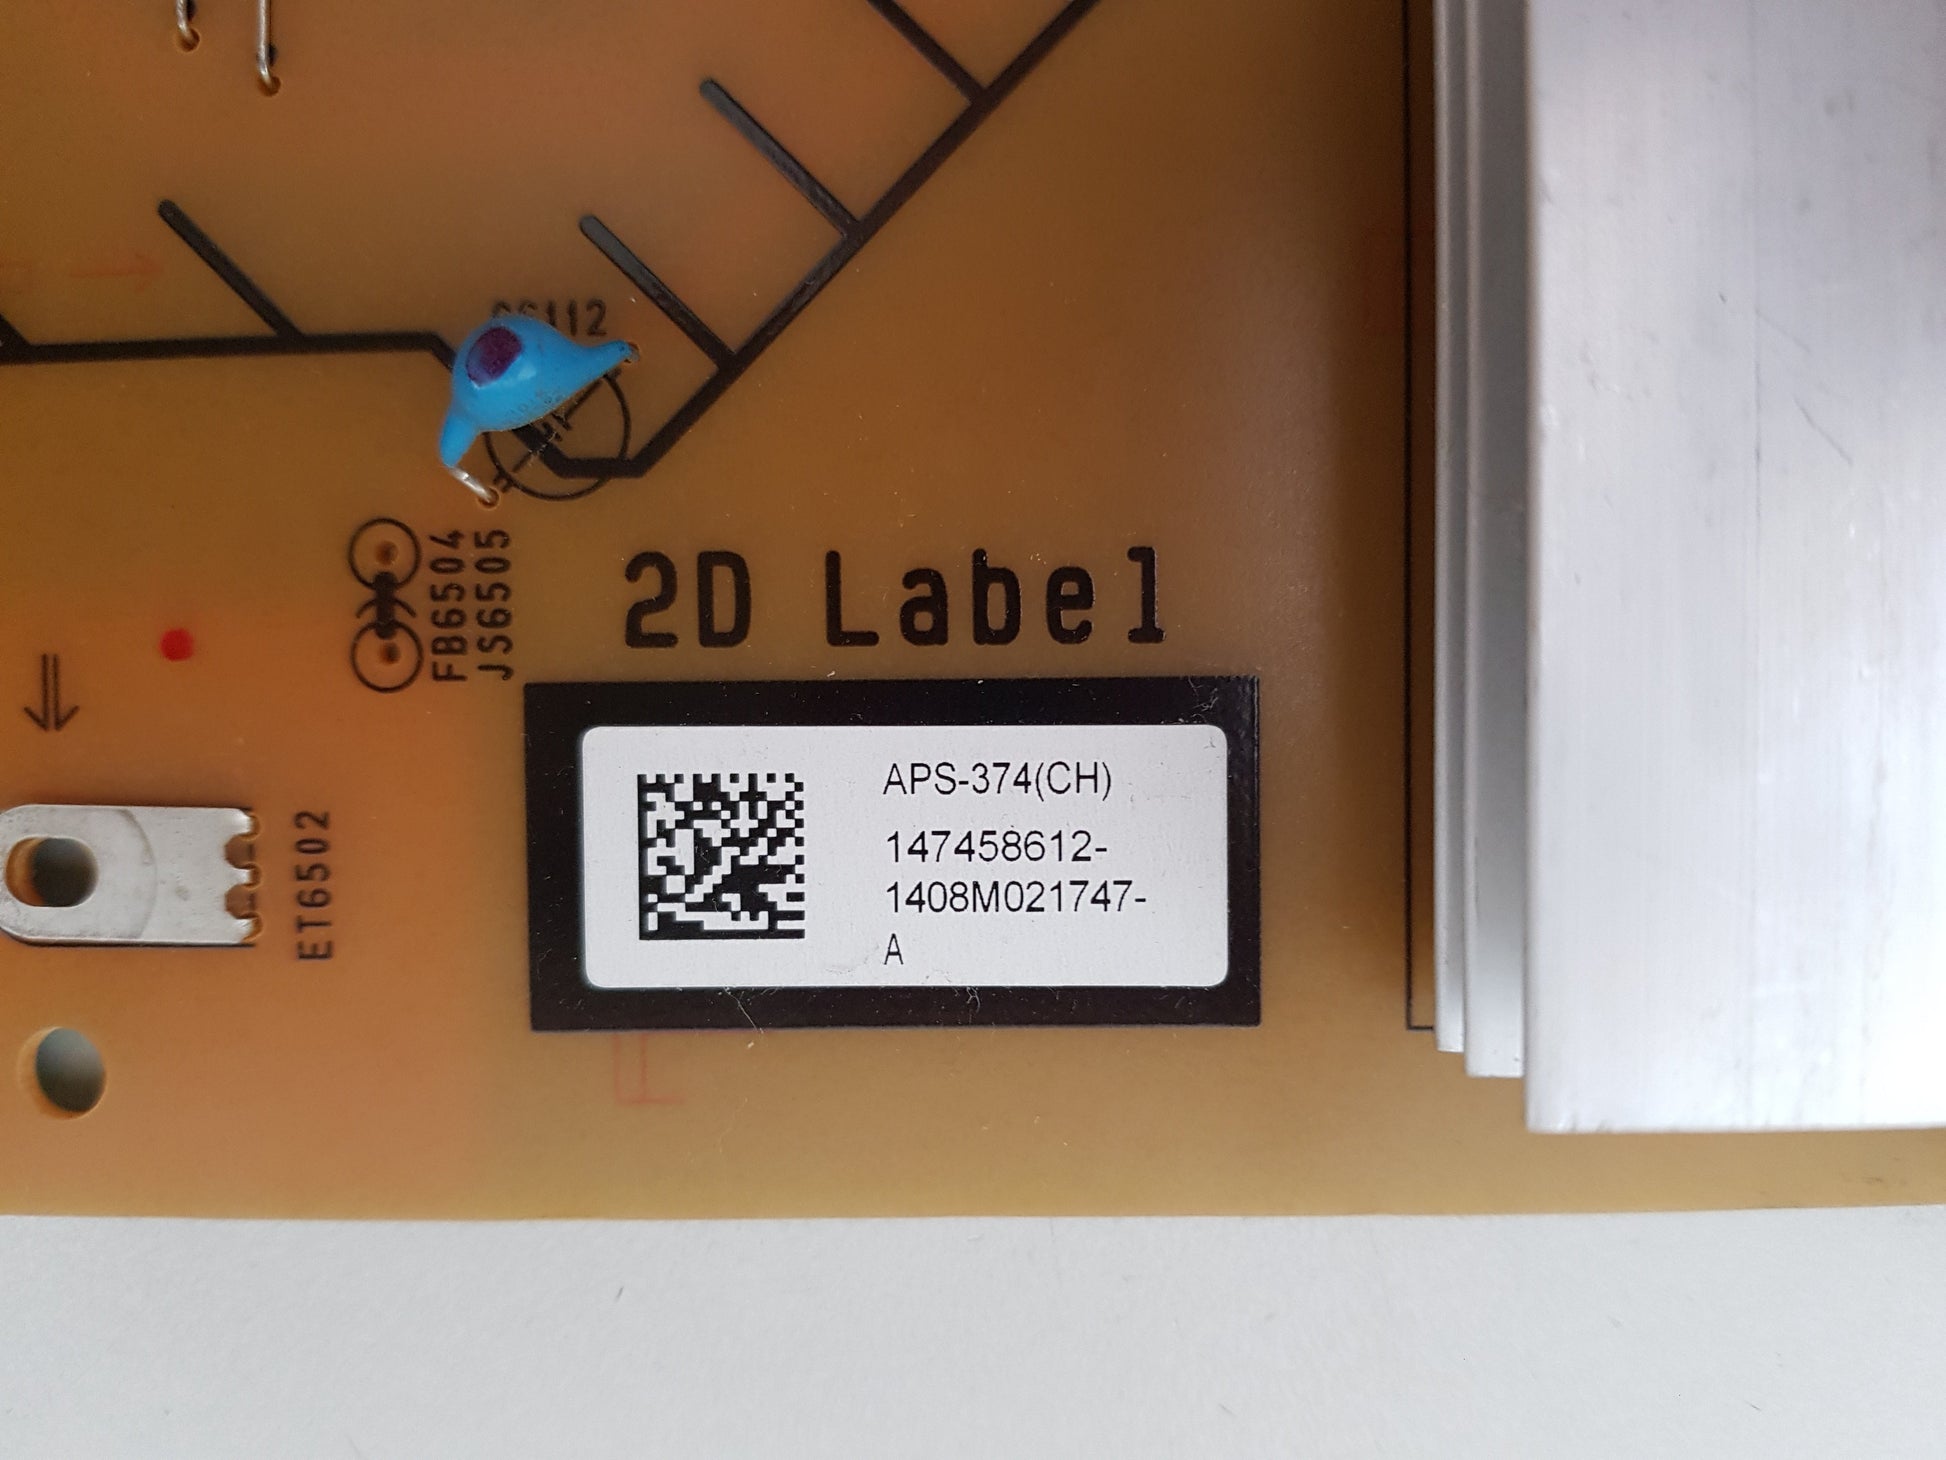 FB6504
JS6505
2D Label
APS-374(CH)
147458612-
1408M021747-
A
ET6502